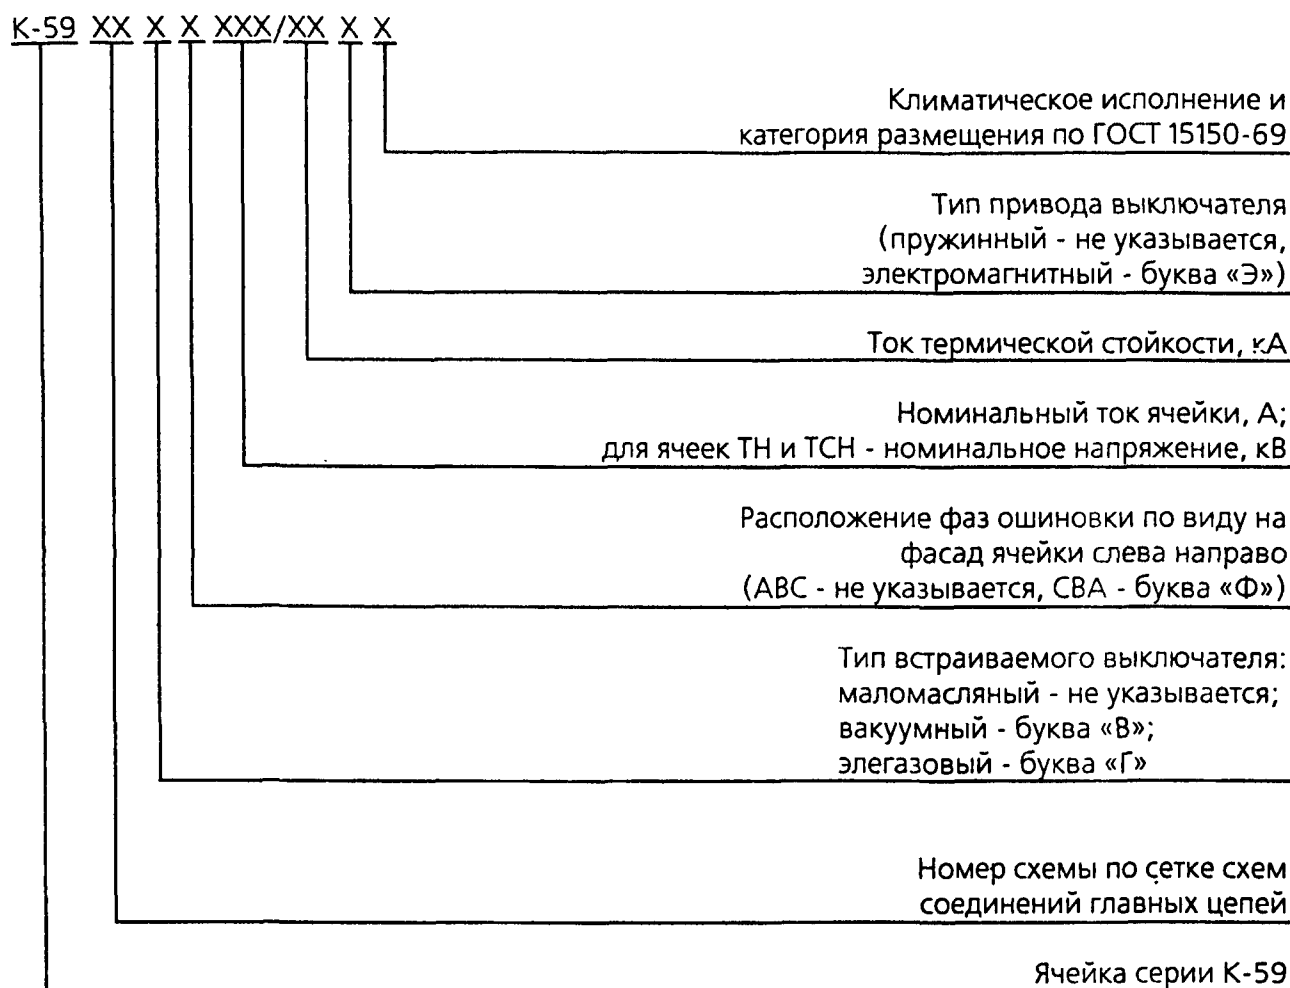 К-59 XX X X XXX/XX X X
Климатическое исполнение и
категория размещения по ГОСТ 15150-69
Тип привода выключателя
(пружинный - не указывается,
электромагнитный - буква «Э»)
Ток термической стойкости, кА
Номинальный ток ячейки, А;
для ячеек ТН и ТСН - номинальное напряжение, кВ
Расположение фаз ошиновки по виду на
фасад ячейки слева направо
(АВС - не указывается, СВА - буква «Ф»)
Тип встраиваемого выключателя:
маломасляный - не указывается;
вакуумный - буква «В»;
элегазовый - буква «Г»
Номер схемы по сетке схем
соединений главных цепей
Ячейка серии К-59